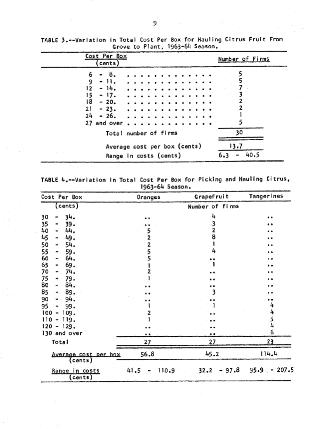 9
TABLE 3.--Variation in Total Cost Per Box for Hauling Citrus Fruit From
Grove to Plant, 1963-64 Season.
Cost Per Box Number of Firms
(cents)
6 - 8. . . . . . . . . . . . . . 5
9 - 11. . . . . . . . . . . . . . 5
12 - 14. . . . . . . . . . . . . . 7
15 - 17. . . . . . . . . . . . . . 3
18 - 20. . . . . . . . . . . . . . 2
21 - 23. . . . . . . . . . . . . . 2
24 - 26. . . . . . . . . . . . . . 1
27 and over . . . . . . . . . . . . . 5
Total number of firms 30
Average cost per box (cents) 13.7
Range in costs (cents) 6.3 - 40.5
TABLE 4.--Variation in Total Cost Per Box for Picking and Hauling Citrus,
1963-64 Season.
Cost Per Box Oranges Grapefruit Tangerines
(cents) Number of firms
30 - 34. .. 4 ..
35 - 39. .. 3 ..
40 - 44. 5 2 ..
45 - 49. 2 8 ..
50 - 54. 2 1 ..
55 - 59. 5 4 ..
60 - 64. 5 .. ..
65 - 69. 1 1 ..
70 - 74. 2 .. ..
75 - 79. 1 .. ..
80 - 84. .. .. ..
85 - 89. .. 3 ..
90 - 94. .. .. ..
95 - 99. 1 1 4
100 - 109. 2 .. 4
110 - 119. 1 .. 5
120 - 129. .. .. 4
130 and over .. .. 6
Total 27 27 23
Average cost per box 56.8 45.2 114.4
(cents)
Range in costs 41.5 - 110.9 32.2 - 97.8 95.9 - 207.5
(cents)